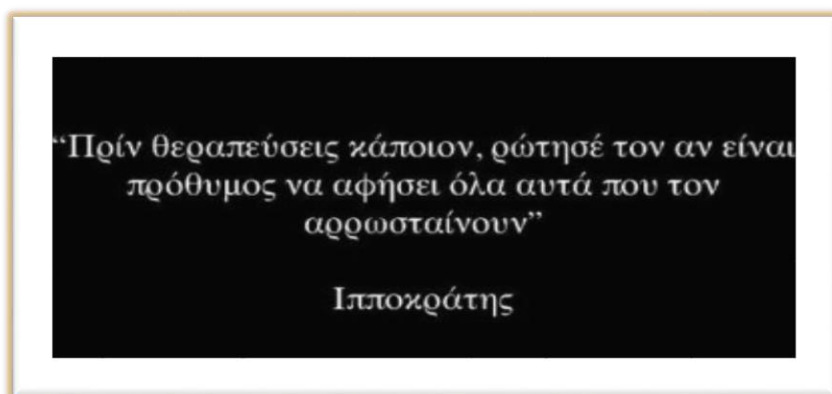 “Πρίν θεραπεύσεις κάποιον, ρώτησέ τον αν είναι
πρόθυμος να αφήσει όλα αυτά που τον
αρρωσταίνουν”
Ιπποκράτης